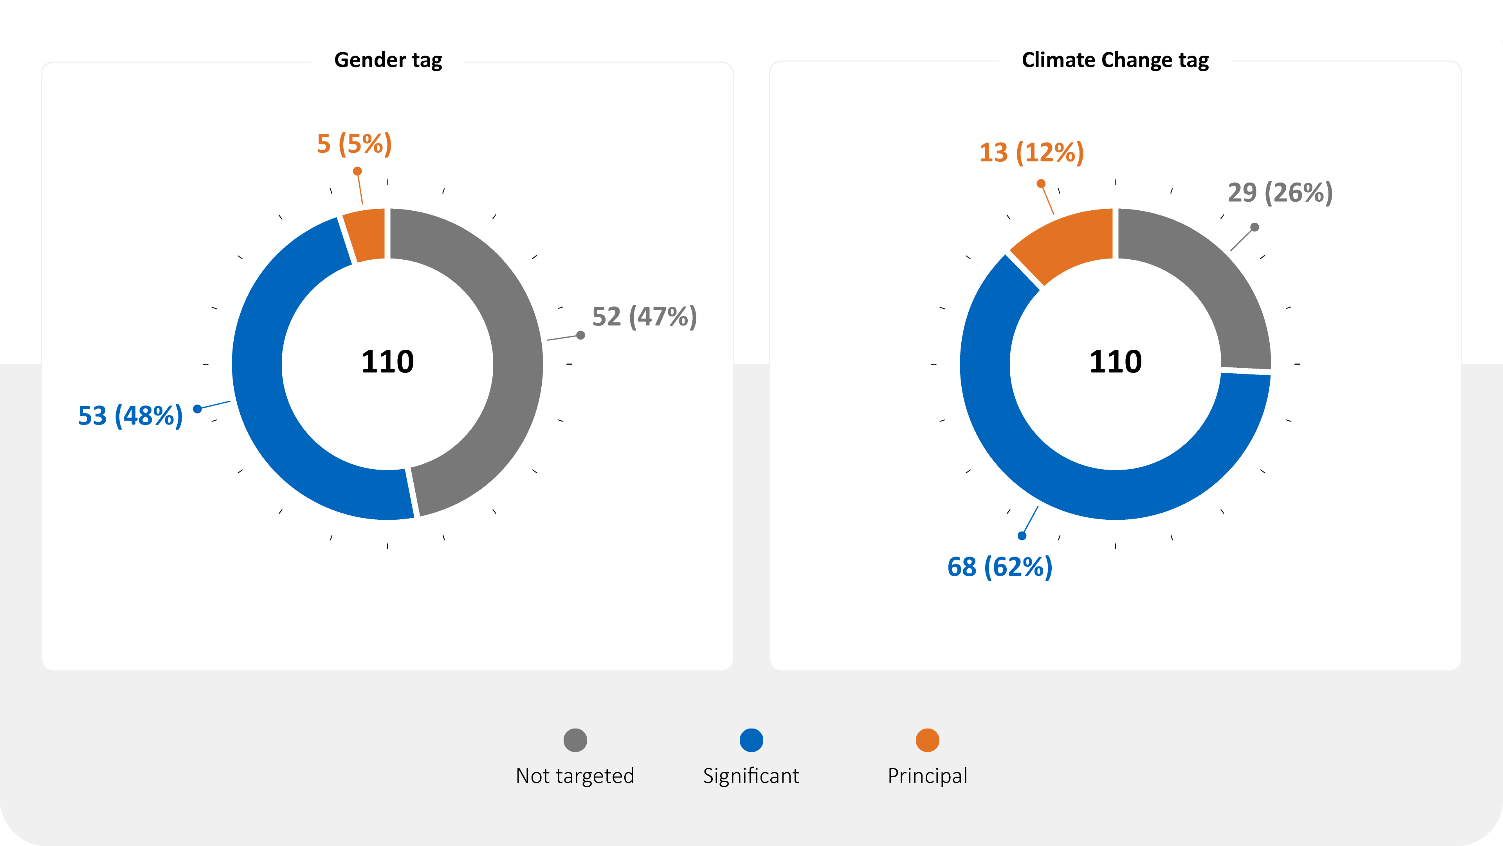 Gender tag
5 (5%)
52 (47%)
110
53 (48%)
Climate Change tag
13 (12%)
29 (26%)
110
68 (62%)
Not targeted
Significant
Principal